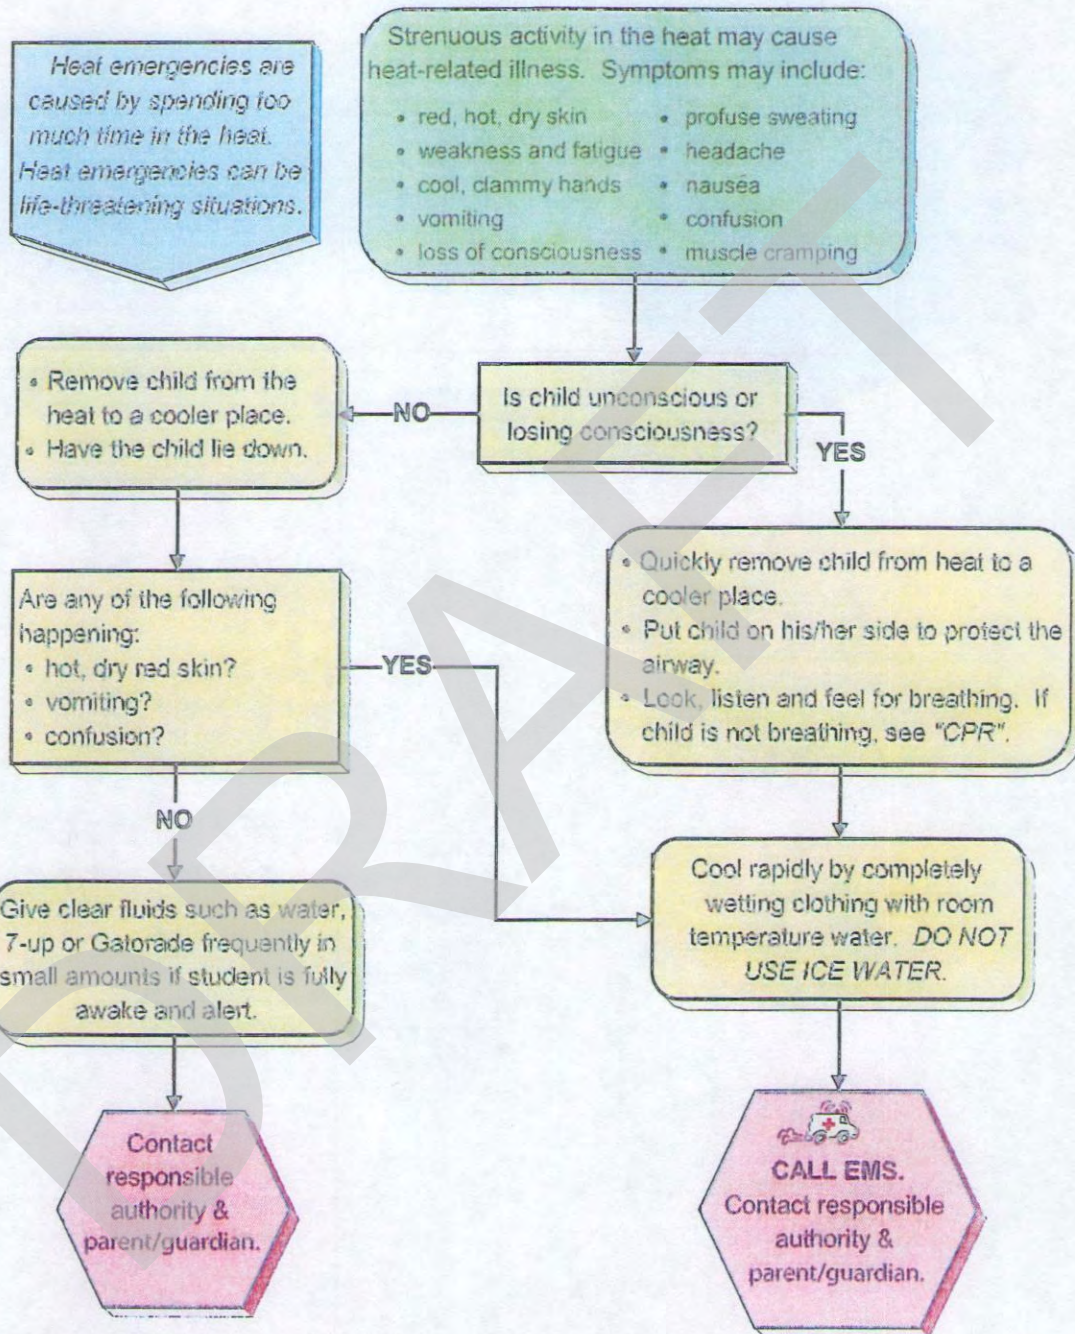 Heat emergencies are
caused by spending too
much time in the heat.
Heat emergencies can be
life-threatening situations.
Strenuous activity in the heat may cause
heat-related illness. Symptoms may include:
• red, hot, dry skin
• weakness and fatigue
• cool, clammy hands
• vomiting
• loss of consciousness
• profuse sweating
• headache
• nausea
• confusion
• muscle cramping
Is child unconscious or
losing consciousness?
NO
YES
• Remove child from the
heat to a cooler place.
• Have the child lie down.
Are any of the following
happening:
• hot, dry red skin?
• vomiting?
• confusion?
YES
NO
• Quickly remove child from heat to a
cooler place.
• Put child on his/her side to protect the
airway.
• Look, listen and feel for breathing. If
child is not breathing, see "CPR".
Give clear fluids such as water,
7-up or Gatorade frequently in
small amounts if student is fully
awake and alert.
Cool rapidly by completely
wetting clothing with room
temperature water. DO NOT
USE ICE WATER.
Contact
responsible
authority &
parent/guardian.
CALL EMS.
Contact responsible
authority &
parent/guardian.
DRAFT